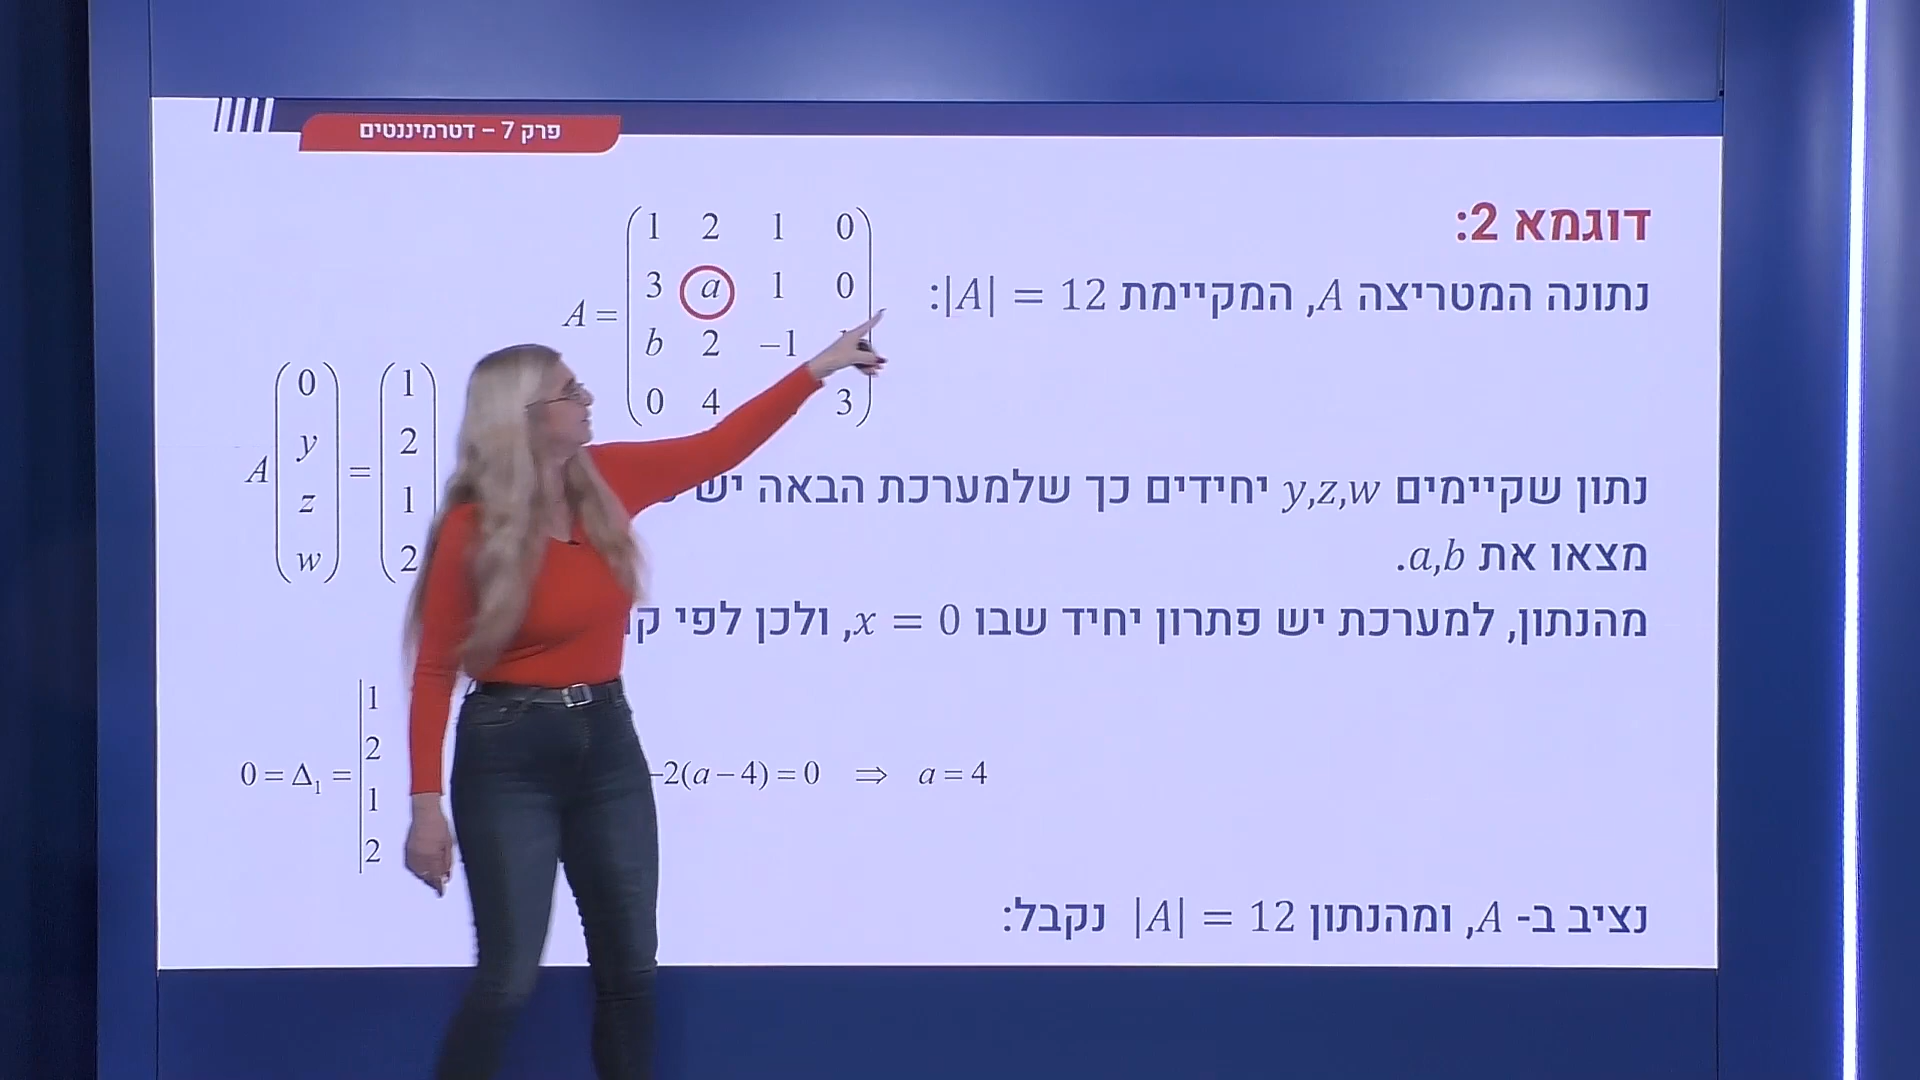 פרק 7 – דטרמיננטים
דוגמא 2:
נתונה המטריצה A, המקיימת |A| = 12:
A =
1 2 1 0
3 a 1 0
b 2 −1
0 4 3
נתון שקיימים y,z,w יחידים כך שלמערכת הבאה יש
A (0 y z w) = (1 2 1 2)
מצאו את a,b.
מהנתון, למערכת יש פתרון יחיד שבו x = 0, ולכן לפי
0 = Δ₁ = | 1 2 1 2
−2(a − 4) = 0 ⇒ a = 4
נציב ב- A, ומהנתון |A| = 12 נקבל: